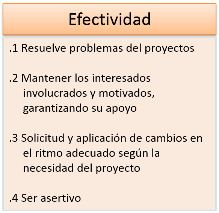 Efectividad
.1 Resuelve problemas del proyectos
.2 Mantener los interesados
involucrados y motivados,
garantizando su apoyo
.3 Solicitud y aplicación de cambios en
el ritmo adecuado según la
necesidad del proyecto
.4 Ser asertivo